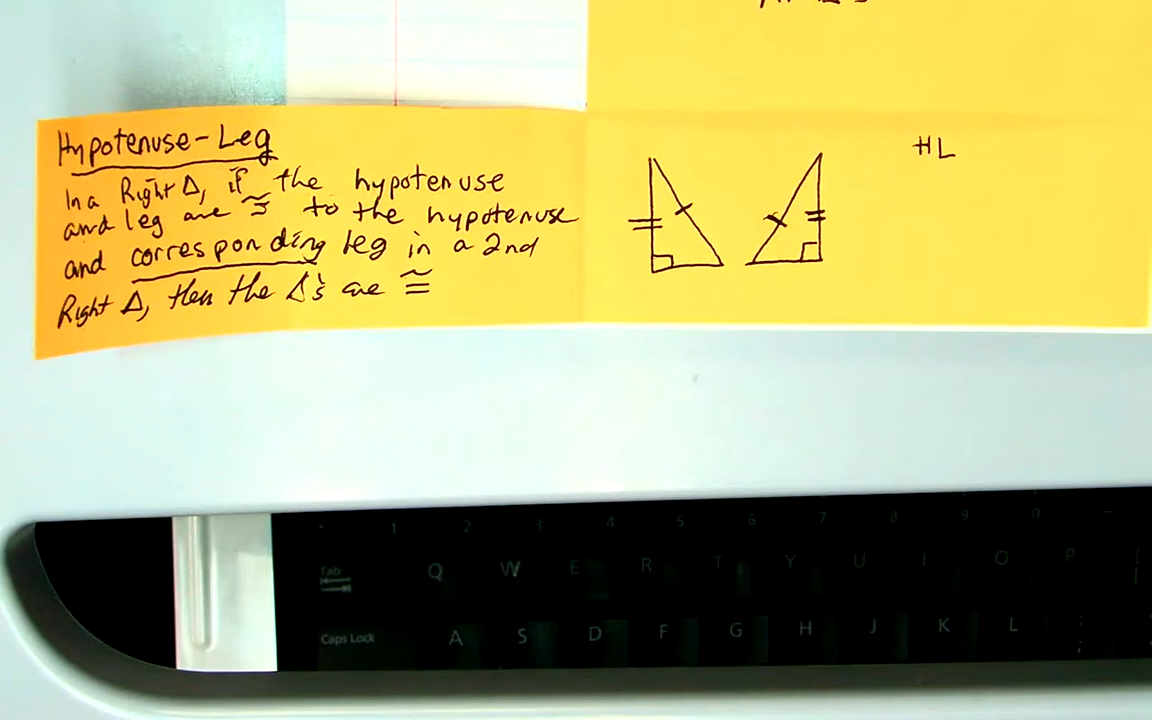 Hypotenuse-Leg
In a Right Δ, if the hypotenuse
and leg are ≅ to the hypotenuse
and corresponding leg in a 2nd
Right Δ, then the Δ's are ≅
HL
1 2 3 4 5 6 7 8 9 0
Tab Q W E R T Y U I O P
Caps Lock A S D F G H J K L